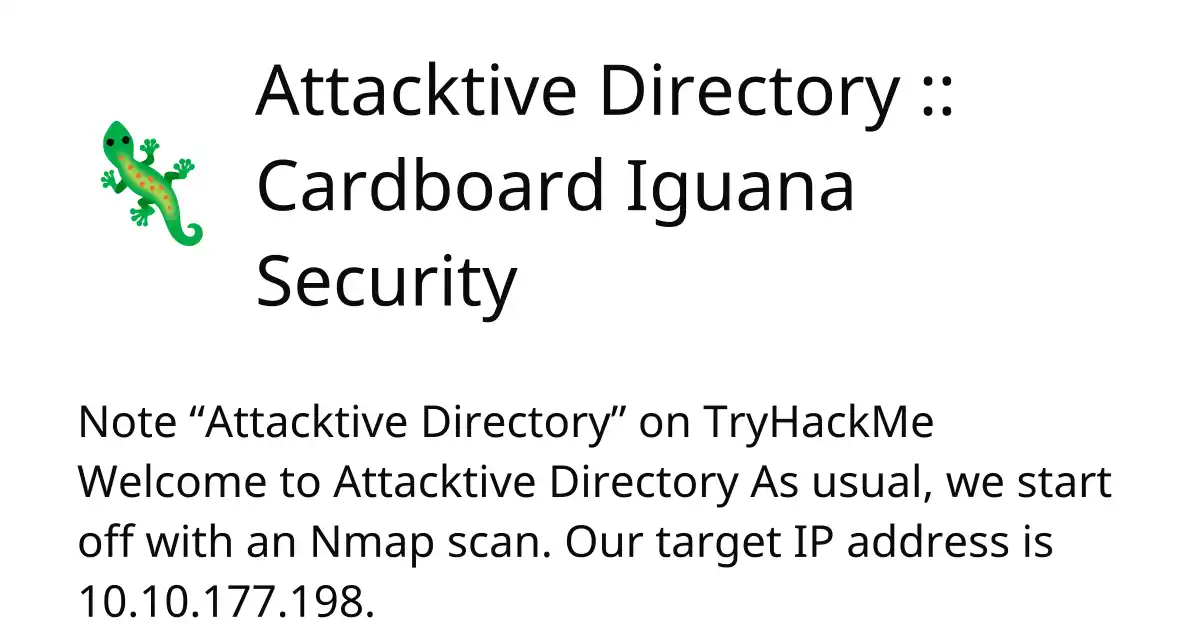 Attacktive Directory ::
Cardboard Iguana
Security
Note “Attacktive Directory” on TryHackMe
Welcome to Attacktive Directory As usual, we start
off with an Nmap scan. Our target IP address is
10.10.177.198.